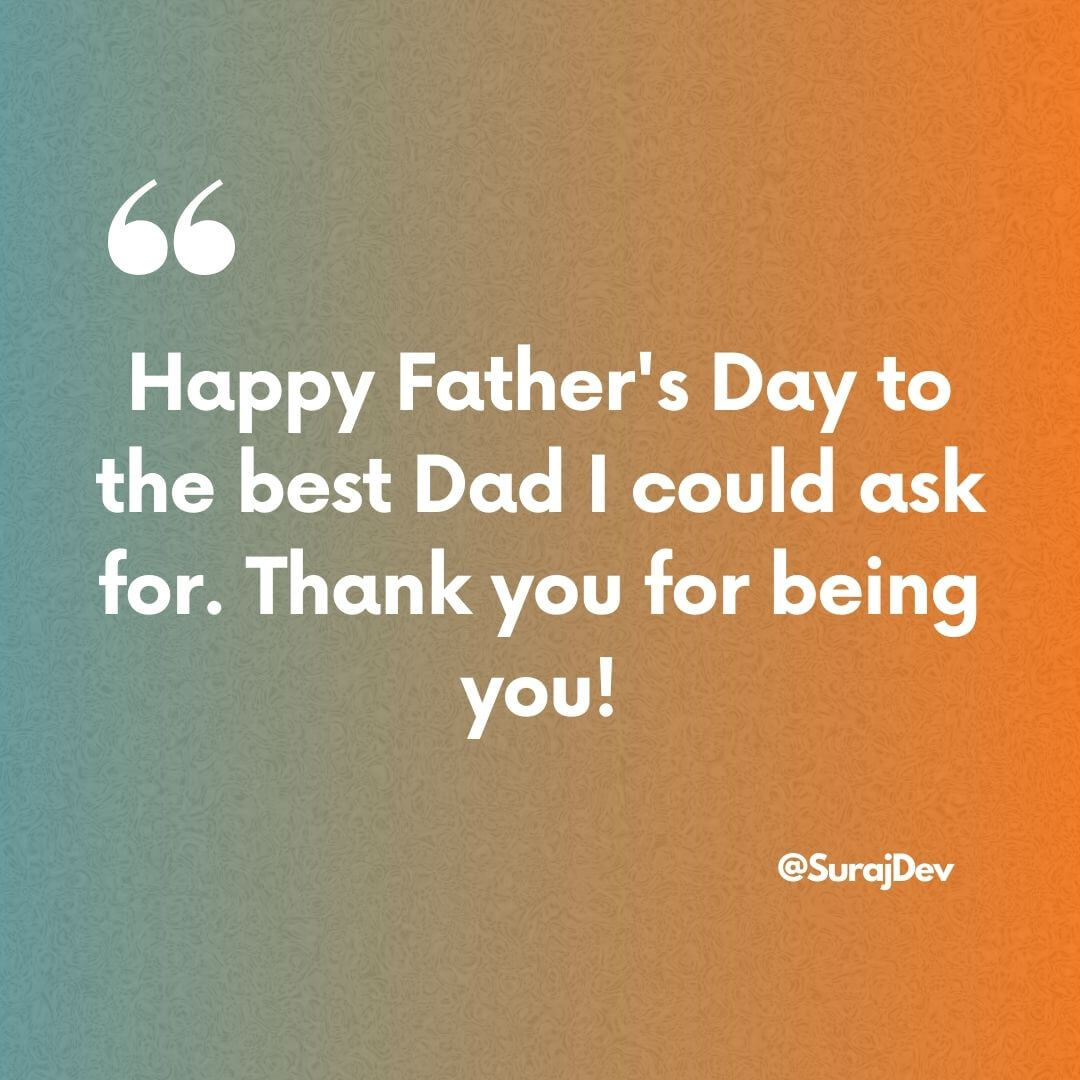 “
Happy Father's Day to
the best Dad I could ask
for. Thank you for being
you!
@SurajDev